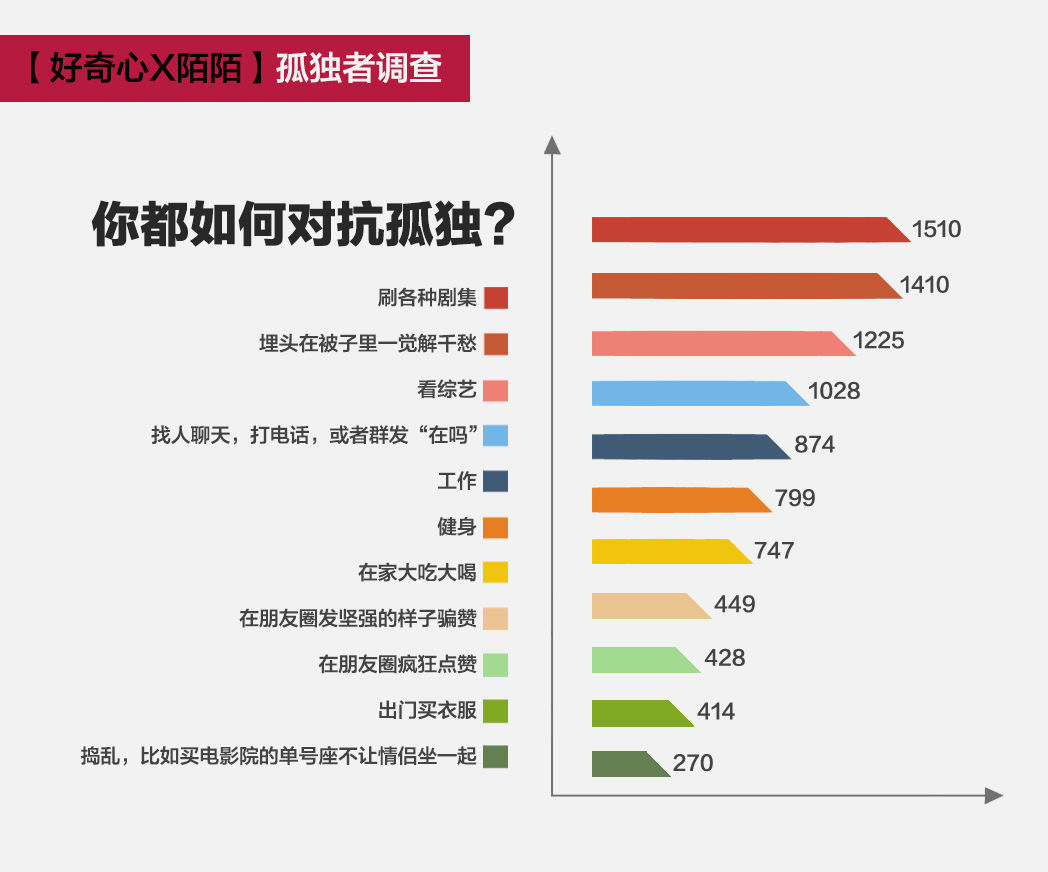 【好奇心X陌陌】孤独者调查
你都如何对抗孤独?
刷各种剧集
埋头在被子里一觉解千愁
看综艺
找人聊天，打电话，或者群发“在吗”
工作
健身
在家大吃大喝
在朋友圈发坚强的样子骗赞
在朋友圈疯狂点赞
出门买衣服
捣乱，比如买电影院的单号座不让情侣坐一起
1510
1410
1225
1028
874
799
747
449
428
414
270